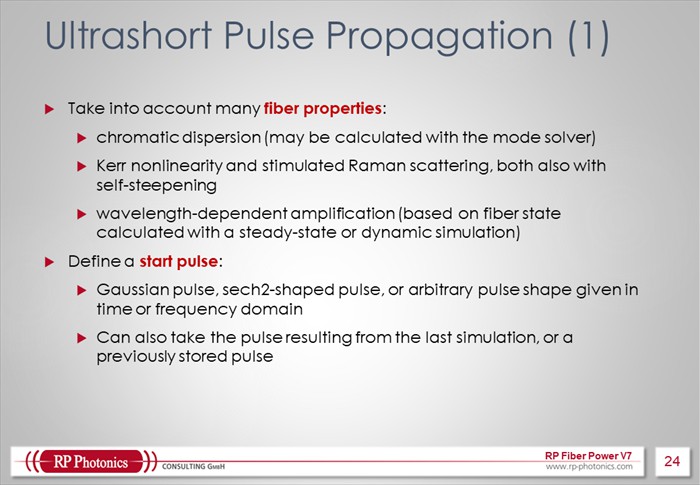 Ultrashort Pulse Propagation (1)
Take into account many fiber properties:
chromatic dispersion (may be calculated with the mode solver)
Kerr nonlinearity and stimulated Raman scattering, both also with
self-steepening
wavelength-dependent amplification (based on fiber state
calculated with a steady-state or dynamic simulation)
Define a start pulse:
Gaussian pulse, sech2-shaped pulse, or arbitrary pulse shape given in
time or frequency domain
Can also take the pulse resulting from the last simulation, or a
previously stored pulse
RP Photonics CONSULTING GmbH
RP Fiber Power V7
www.rp-photonics.com
24